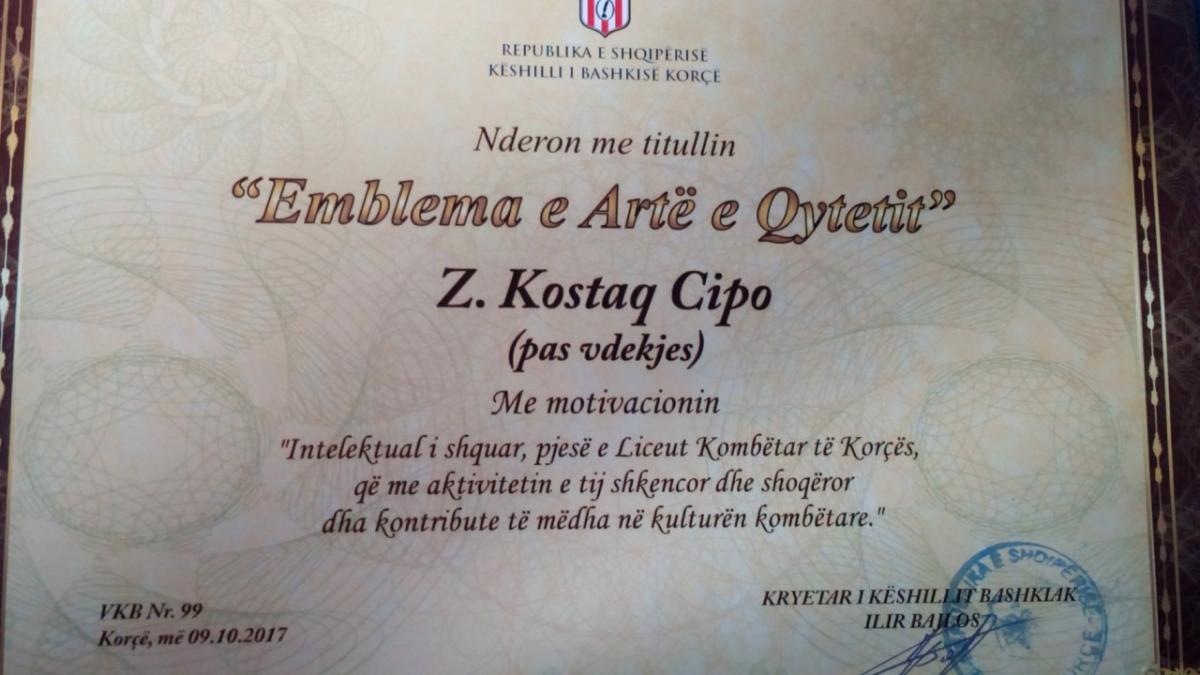 REPUBLIKA E SHQIPËRISË
KËSHILLI I BASHKISË KORÇË
Nderon me titullin
“Emblema e Artë e Qytetit”
Z. Kostaq Cipo
(pas vdekjes)
Me motivacionin
"Intelektual i shquar, pjesë e Liceut Kombëtar të Korçës,
që me aktivitetin e tij shkencor dhe shoqëror
dha kontribute të mëdha në kulturën kombëtare."
VKB Nr. 99
Korçë, më 09.10.2017
KRYETAR I KËSHILLIT BASHKIAK
ILIR BAJLOS